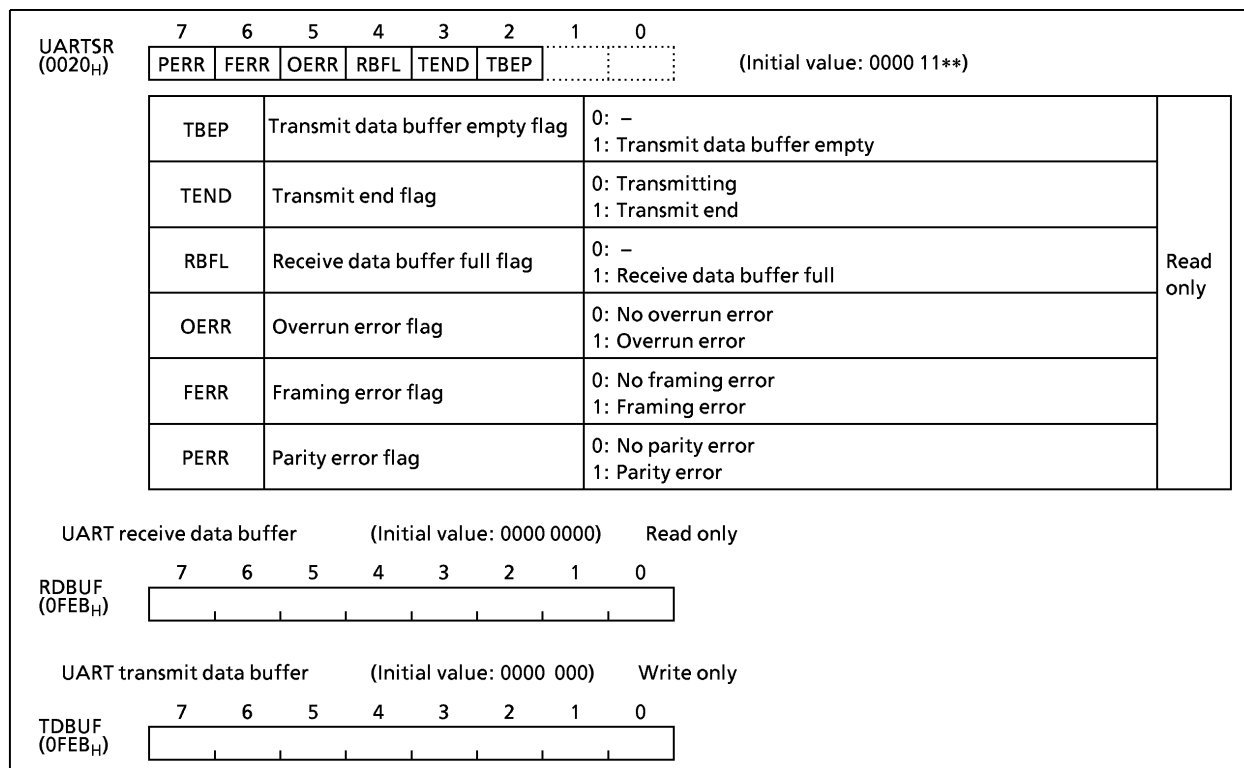 7 6 5 4 3 2 1 0
UARTSR
(0020H)
PERR FERR OERR RBFL TEND TBEP
(Initial value: 0000 11**)
TBEP Transmit data buffer empty flag 0: –
1: Transmit data buffer empty
TEND Transmit end flag 0: Transmitting
1: Transmit end
RBFL Receive data buffer full flag 0: –
1: Receive data buffer full
OERR Overrun error flag 0: No overrun error
1: Overrun error
FERR Framing error flag 0: No framing error
1: Framing error
PERR Parity error flag 0: No parity error
1: Parity error
Read
only
UART receive data buffer (Initial value: 0000 0000) Read only
7 6 5 4 3 2 1 0
RDBUF
(0FEBH)
UART transmit data buffer (Initial value: 0000 000) Write only
7 6 5 4 3 2 1 0
TDBUF
(0FEBH)